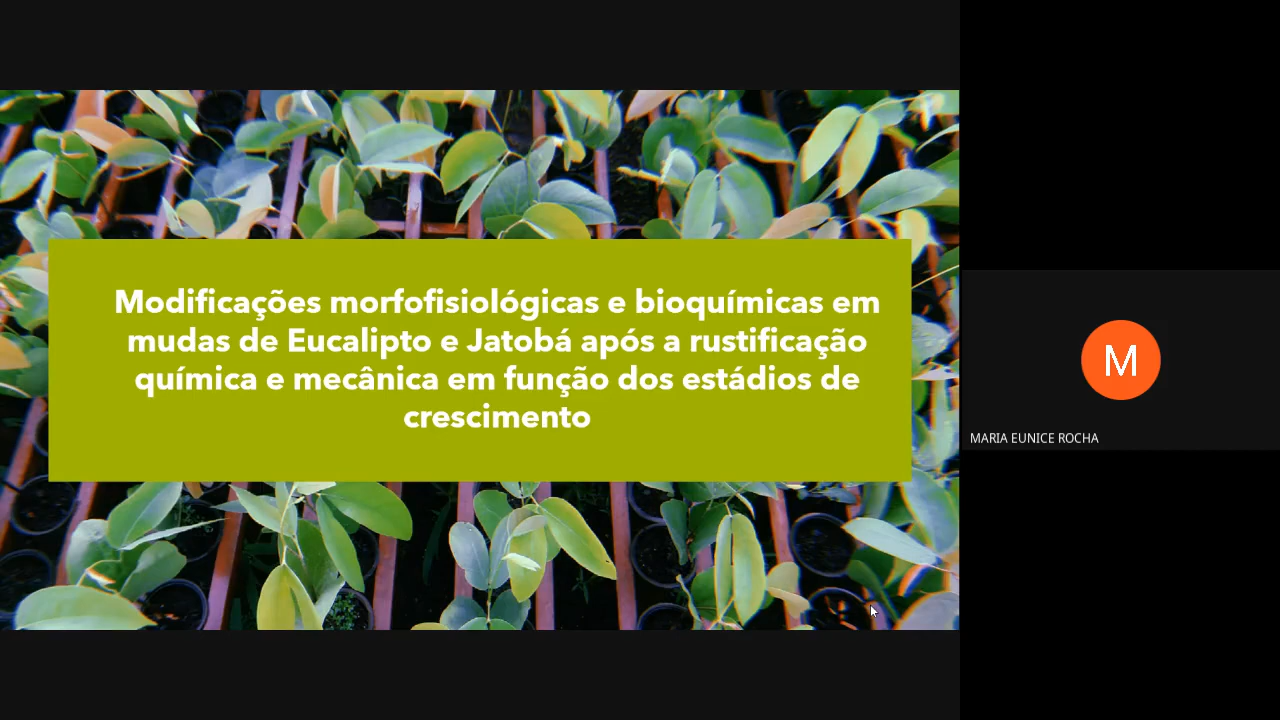 Modificações morfofisiológicas e bioquímicas em
mudas de Eucalipto e Jatobá após a rustificação
química e mecânica em função dos estádios de
crescimento
M
MARIA EUNICE ROCHA